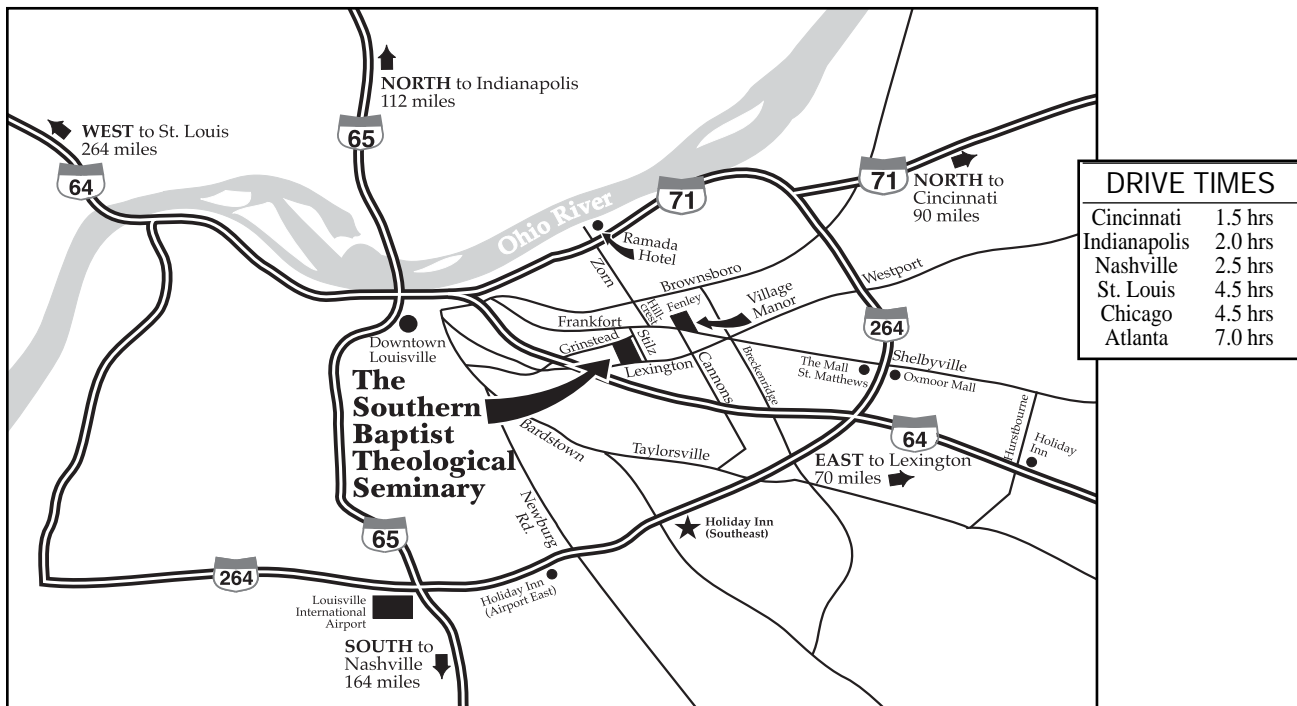 NORTH to Indianapolis
112 miles
WEST to St. Louis
264 miles
65
64
71
71
NORTH to
Cincinnati
90 miles
DRIVE TIMES
Cincinnati 1.5 hrs
Indianapolis 2.0 hrs
Nashville 2.5 hrs
St. Louis 4.5 hrs
Chicago 4.5 hrs
Atlanta 7.0 hrs
Ohio River
Ramada
Hotel
Zorn
Brownsboro
Westport
Hill-
crest
Fenley
Village
Manor
Frankfort
264
Downtown
Louisville
Grinstead
Stilz
Lexington
Cannons
Breckenridge
Shelbyville
The Mall
St. Matthews
Oxmoor Mall
The
Southern
Baptist
Theological
Seminary
Bardstown
Taylorsville
64
Hurstbourne
Holiday
Inn
EAST to Lexington
70 miles
Newburg
Rd.
Holiday Inn
(Southeast)
65
264
Holiday Inn
(Airport East)
Louisville
International
Airport
SOUTH to
Nashville
164 miles